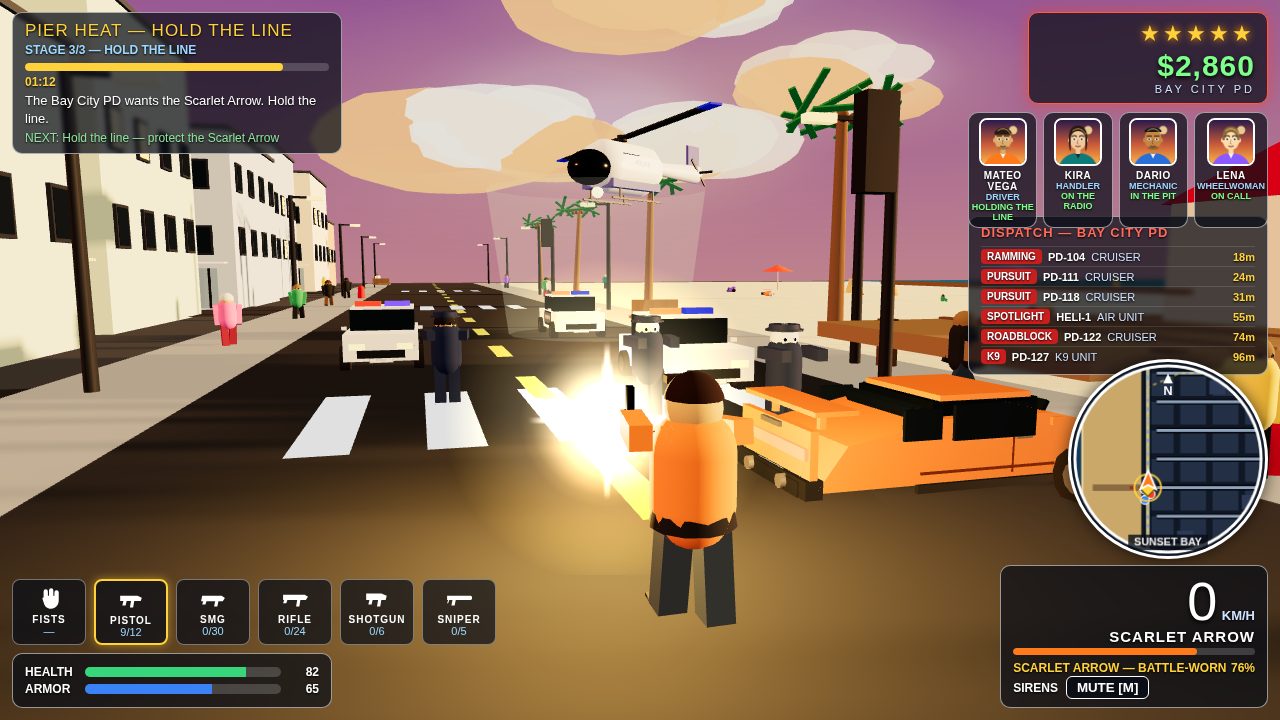 PIER HEAT — HOLD THE LINE
STAGE 3/3 — HOLD THE LINE
01:12
The Bay City PD wants the Scarlet Arrow. Hold the
line.
NEXT: Hold the line — protect the Scarlet Arrow
★★★★★
$2,860
BAY CITY PD
MATEO VEGA
DRIVER
HOLDING THE LINE
KIRA
HANDLER
ON THE RADIO
DARIO
MECHANIC
IN THE PIT
LENA
WHEELWOMAN
ON CALL
DISPATCH — BAY CITY PD
RAMMING PD-104 CRUISER 18m
PURSUIT PD-111 CRUISER 24m
PURSUIT PD-118 CRUISER 31m
SPOTLIGHT HELI-1 AIR UNIT 55m
ROADBLOCK PD-122 CRUISER 74m
K9 PD-127 K9 UNIT 96m
N
SUNSET BAY
FISTS
—
PISTOL
9/12
SMG
0/30
RIFLE
0/24
SHOTGUN
0/6
SNIPER
0/5
HEALTH 82
ARMOR 65
0 KM/H
SCARLET ARROW
SCARLET ARROW — BATTLE-WORN 76%
SIRENS MUTE [M]